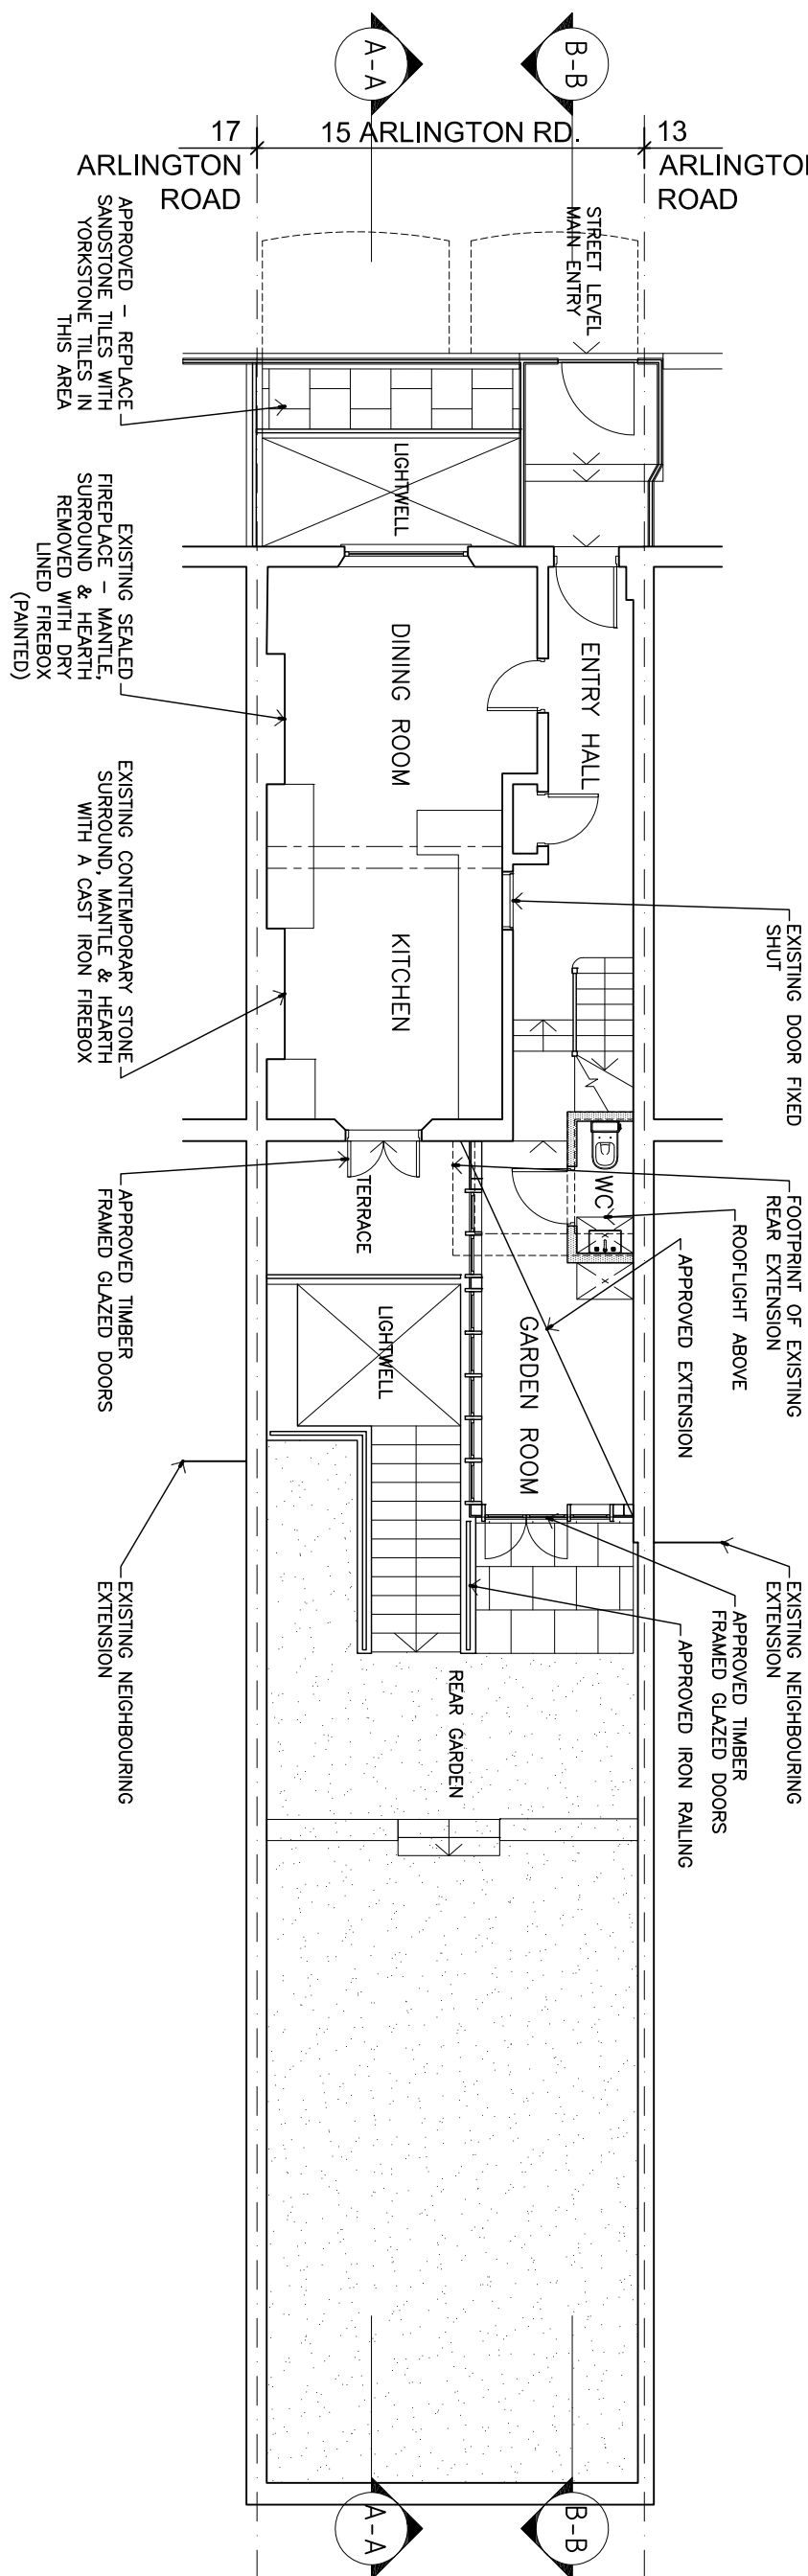 A-A
B-B
17
ARLINGTON
ROAD
15 ARLINGTON RD.
13
ARLINGTO
ROAD
STREET LEVEL
MAIN ENTRY
APPROVED - REPLACE
SANDSTONE TILES WITH
YORKSTONE TILES IN
THIS AREA
LIGHTWELL
EXISTING SEALED
FIREPLACE - MANTLE,
SURROUND & HEARTH
REMOVED WITH DRY
LINED FIREBOX
(PAINTED)
DINING ROOM
ENTRY HALL
EXISTING CONTEMPORARY STONE
SURROUND, MANTLE & HEARTH
WITH A CAST IRON FIREBOX
KITCHEN
EXISTING DOOR FIXED
SHUT
WC
TERRACE
APPROVED TIMBER
FRAMED GLAZED DOORS
FOOTPRINT OF EXISTING
REAR EXTENSION
ROOFLIGHT ABOVE
APPROVED EXTENSION
LIGHTWELL
GARDEN ROOM
EXISTING NEIGHBOURING
EXTENSION
EXISTING NEIGHBOURING
EXTENSION
APPROVED TIMBER
FRAMED GLAZED DOORS
APPROVED IRON RAILING
REAR GARDEN
A-A
B-B